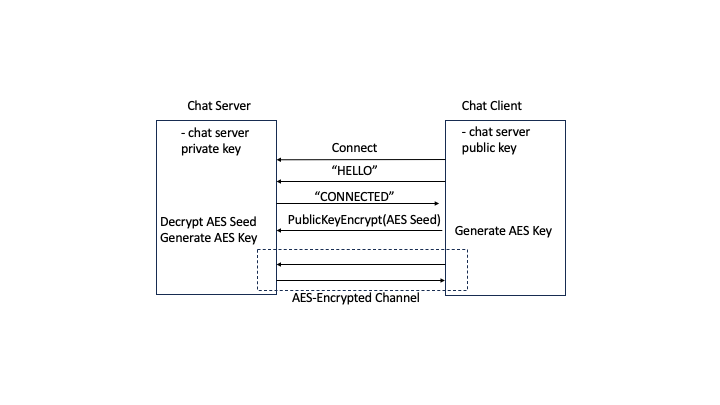 Chat Server
Chat Client
- chat server
private key
- chat server
public key
Connect
“HELLO”
“CONNECTED”
PublicKeyEncrypt(AES Seed)
Decrypt AES Seed
Generate AES Key
Generate AES Key
AES-Encrypted Channel